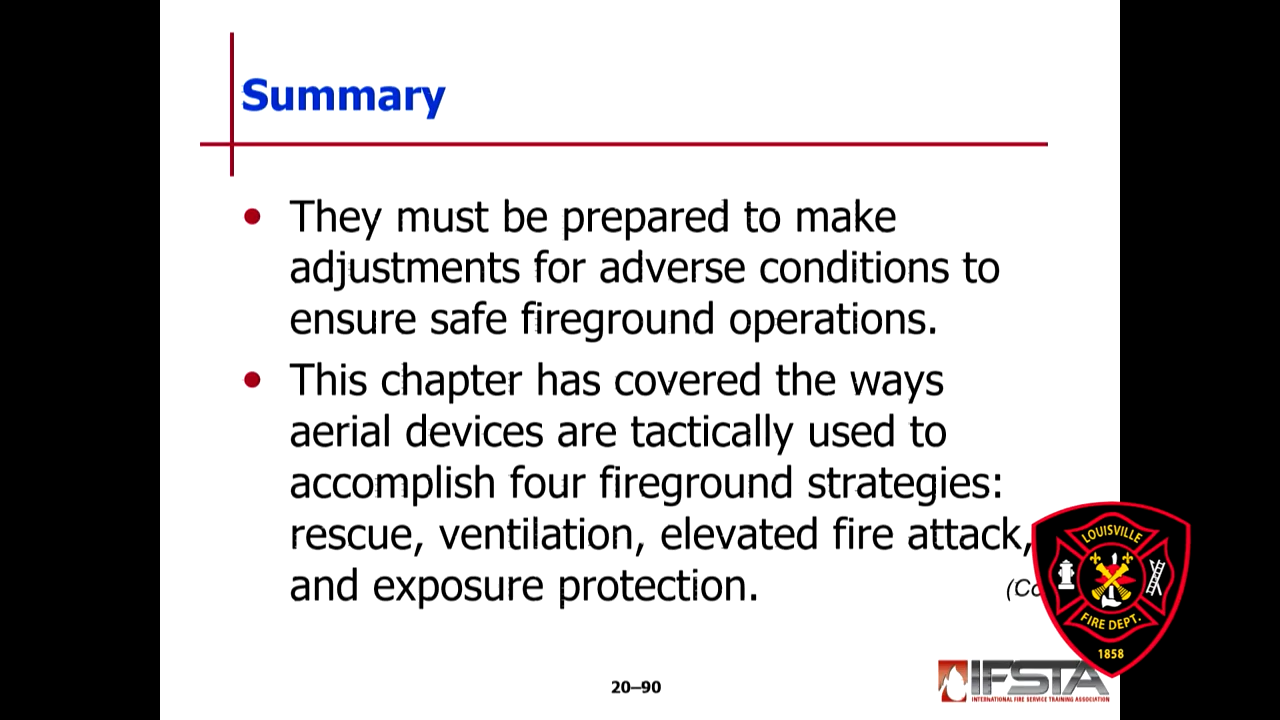 Summary
• They must be prepared to make
adjustments for adverse conditions to
ensure safe fireground operations.
• This chapter has covered the ways
aerial devices are tactically used to
accomplish four fireground strategies:
rescue, ventilation, elevated fire attack,
and exposure protection.
(Co
LOUISVILLE
FIRE DEPT.
1858
20–90
IFSTA
INTERNATIONAL FIRE SERVICE TRAINING ASSOCIATION